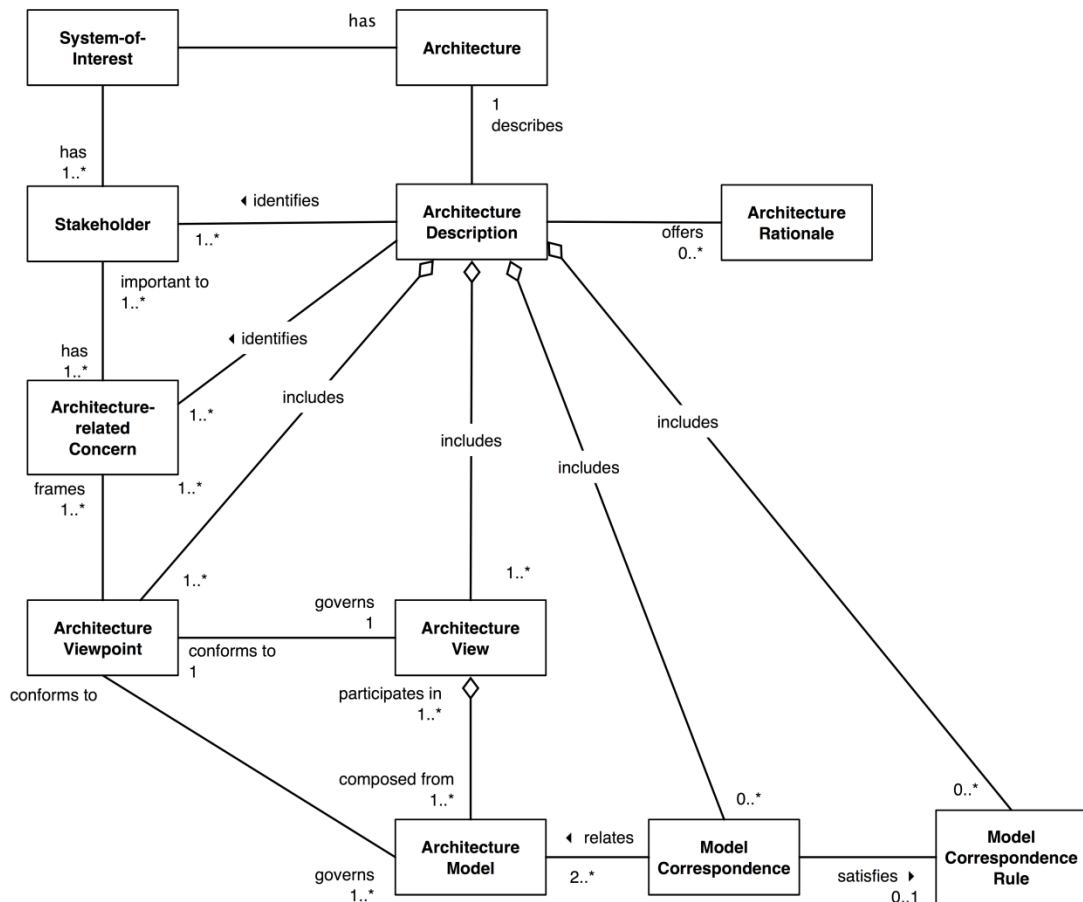 has
System-of-
Interest
Architecture
1
describes
has
1..*
Stakeholder
◂ identifies
1..*
Architecture
Description
offers
0..*
Architecture
Rationale
important to
1..*
◂ identifies
has
1..*
Architecture-
related
Concern
1..*
includes
includes
includes
includes
frames
1..*
1..*
1..*
1..*
governs
1
Architecture
Viewpoint
conforms to
1
Architecture
View
conforms to
participates in
1..*
composed from
1..*
0..*
0..*
governs
1..*
Architecture
Model
◂ relates
2..*
Model
Correspondence
satisfies ▸
0..1
Model
Correspondence
Rule